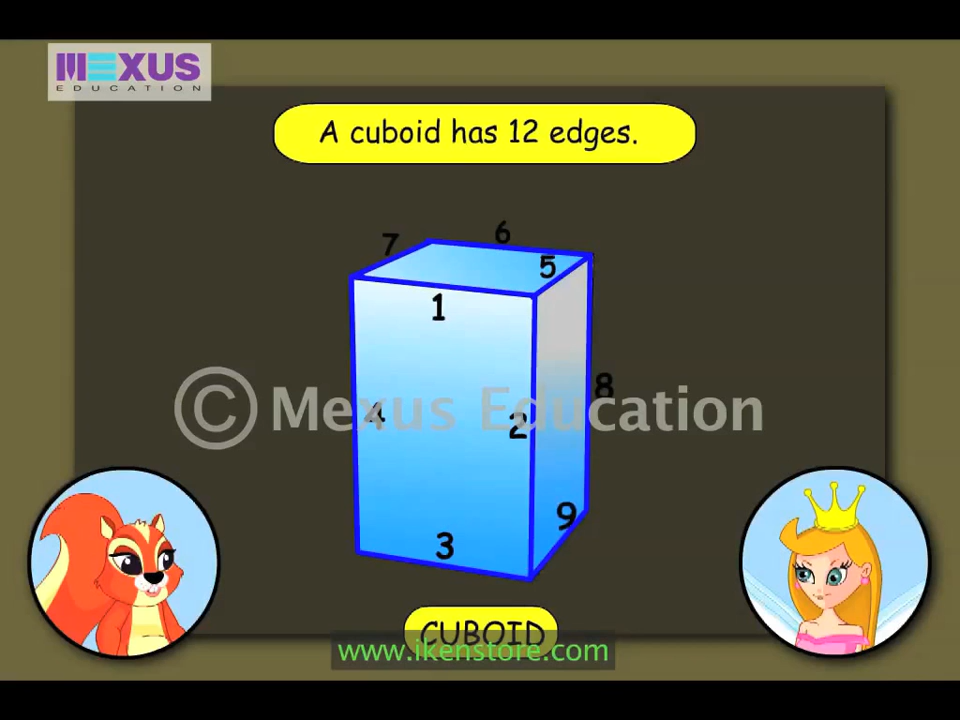 MEXUS
EDUCATION
A cuboid has 12 edges.
6
7
5
1
8
© Mexus Education
4
2
9
3
CUBOID
www.ikenstore.com